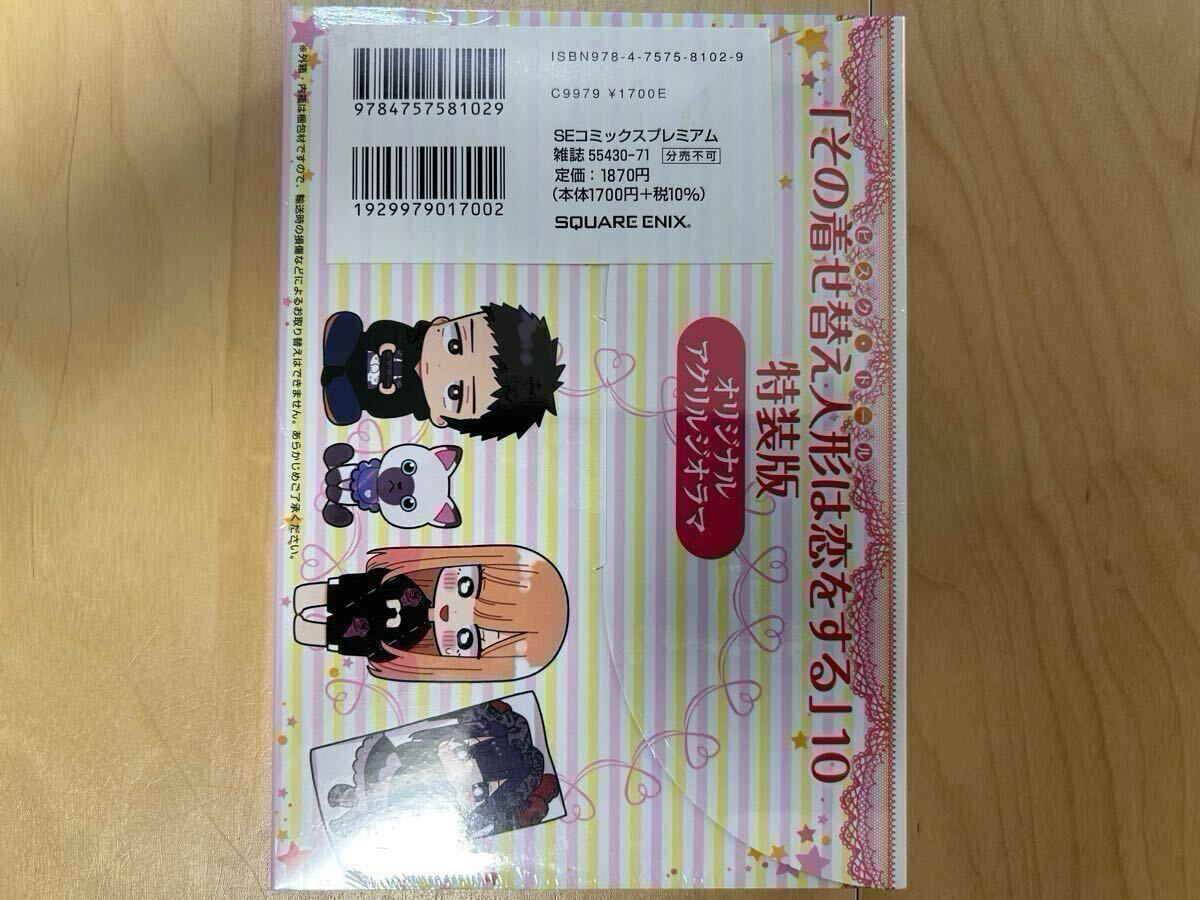 ISBN978-4-7575-8102-9
C9979 ¥1700E
9784757581029
1929979017002
SEコミックスプレミアム
雑誌 55430-71 分売不可
定価：1870円
(本体1700円＋税10%)
SQUARE ENIX®
ビスク・ドール
「その着せ替え人形は恋をする」10
特装版
オリジナル
アクリルジオラマ
※外箱・内箱は梱包材ですので、輸送時の損傷などによるお取り替えはできません。あらかじめご了承ください。